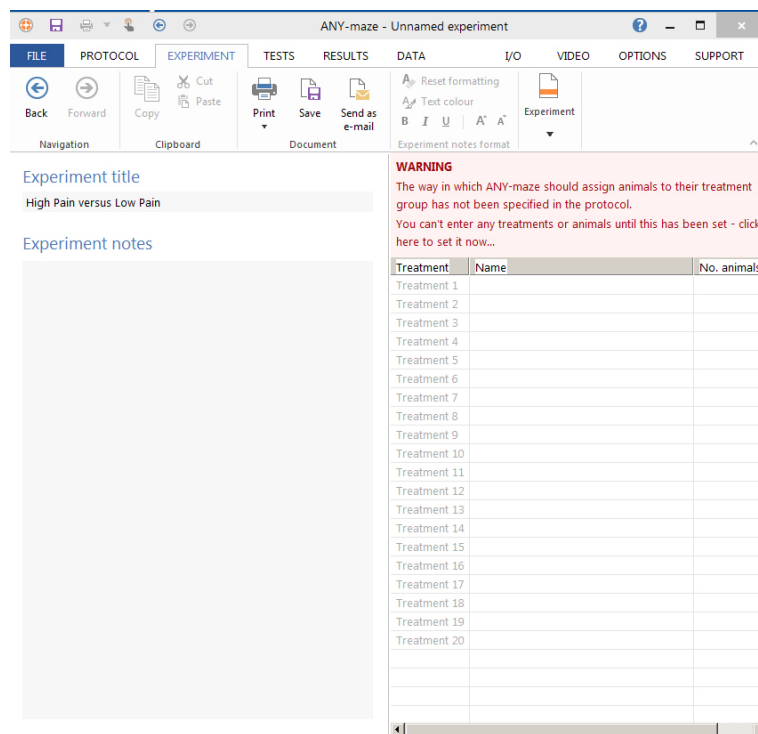 ANY-maze - Unnamed experiment
FILE PROTOCOL EXPERIMENT TESTS RESULTS DATA I/O VIDEO OPTIONS SUPPORT
Back Forward Copy Cut Paste Print Save Send as e-mail
Reset formatting
Text colour
B I U A A
Experiment
Navigation Clipboard Document Experiment notes format
Experiment title
High Pain versus Low Pain
Experiment notes
WARNING
The way in which ANY-maze should assign animals to their treatment
group has not been specified in the protocol.
You can't enter any treatments or animals until this has been set - click
here to set it now...
Treatment Name No. animals
Treatment 1
Treatment 2
Treatment 3
Treatment 4
Treatment 5
Treatment 6
Treatment 7
Treatment 8
Treatment 9
Treatment 10
Treatment 11
Treatment 12
Treatment 13
Treatment 14
Treatment 15
Treatment 16
Treatment 17
Treatment 18
Treatment 19
Treatment 20